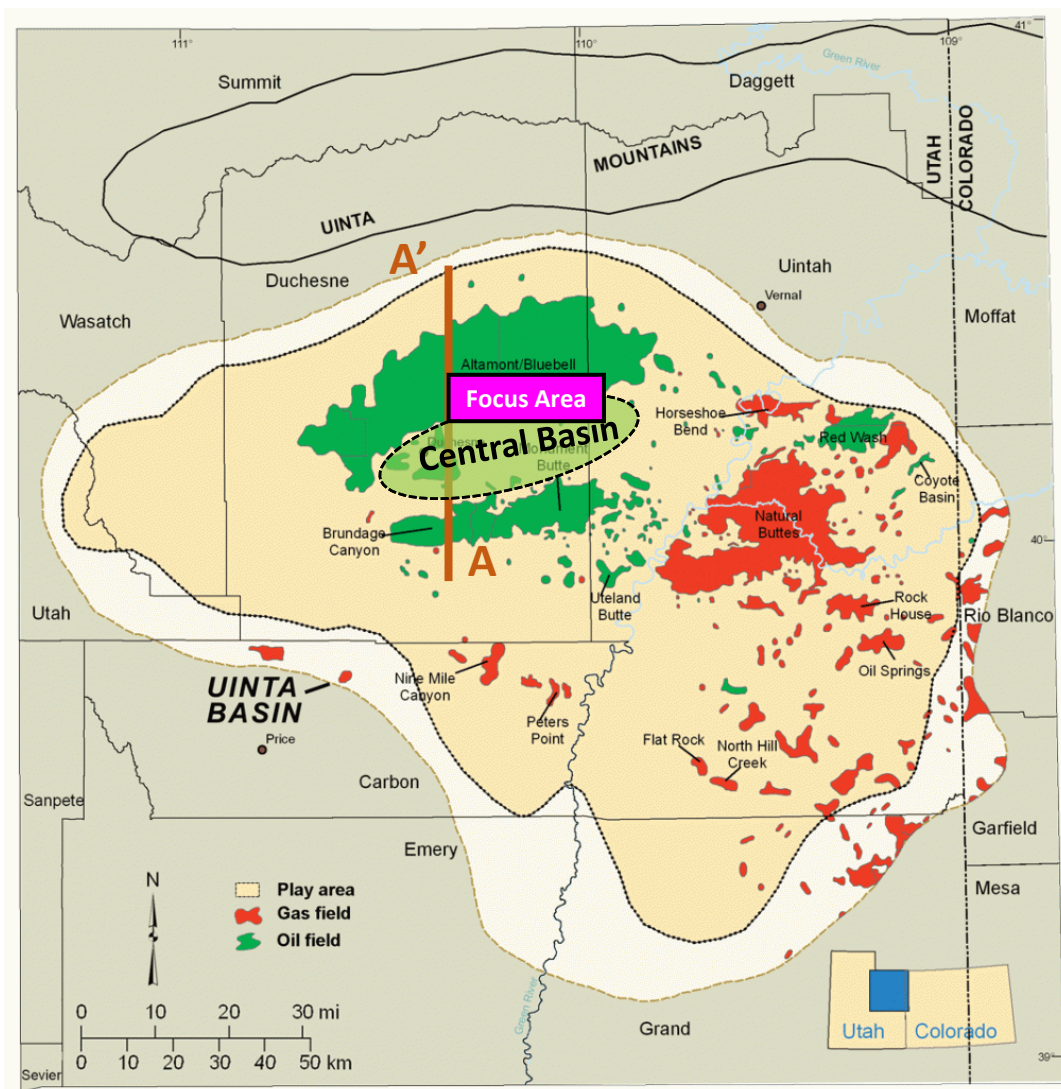 111°
110°
109°
41°
Green River
Summit
Daggett
MOUNTAINS
UTAH
COLORADO
UINTA
A’
Duchesne
Uintah
Vernal
Wasatch
Moffat
Altamont/Bluebell
Focus Area
Horseshoe
Bend
Red Wash
Duchesne
Central Basin
Monument
Butte
Coyote
Basin
Natural
Buttes
Brundage
Canyon
40°
A
Uteland
Butte
Rock
House
Utah
Rio Blanco
Oil Springs
Nine Mile
Canyon
UINTA
BASIN
Peters
Point
Price
Flat Rock
North Hill
Creek
Carbon
Sanpete
Garfield
Emery
Mesa
N
Play area
Gas field
Oil field
0 10 20 30 mi
0 10 20 30 40 50 km
Green River
Grand
Utah
Colorado
Sevier
39°